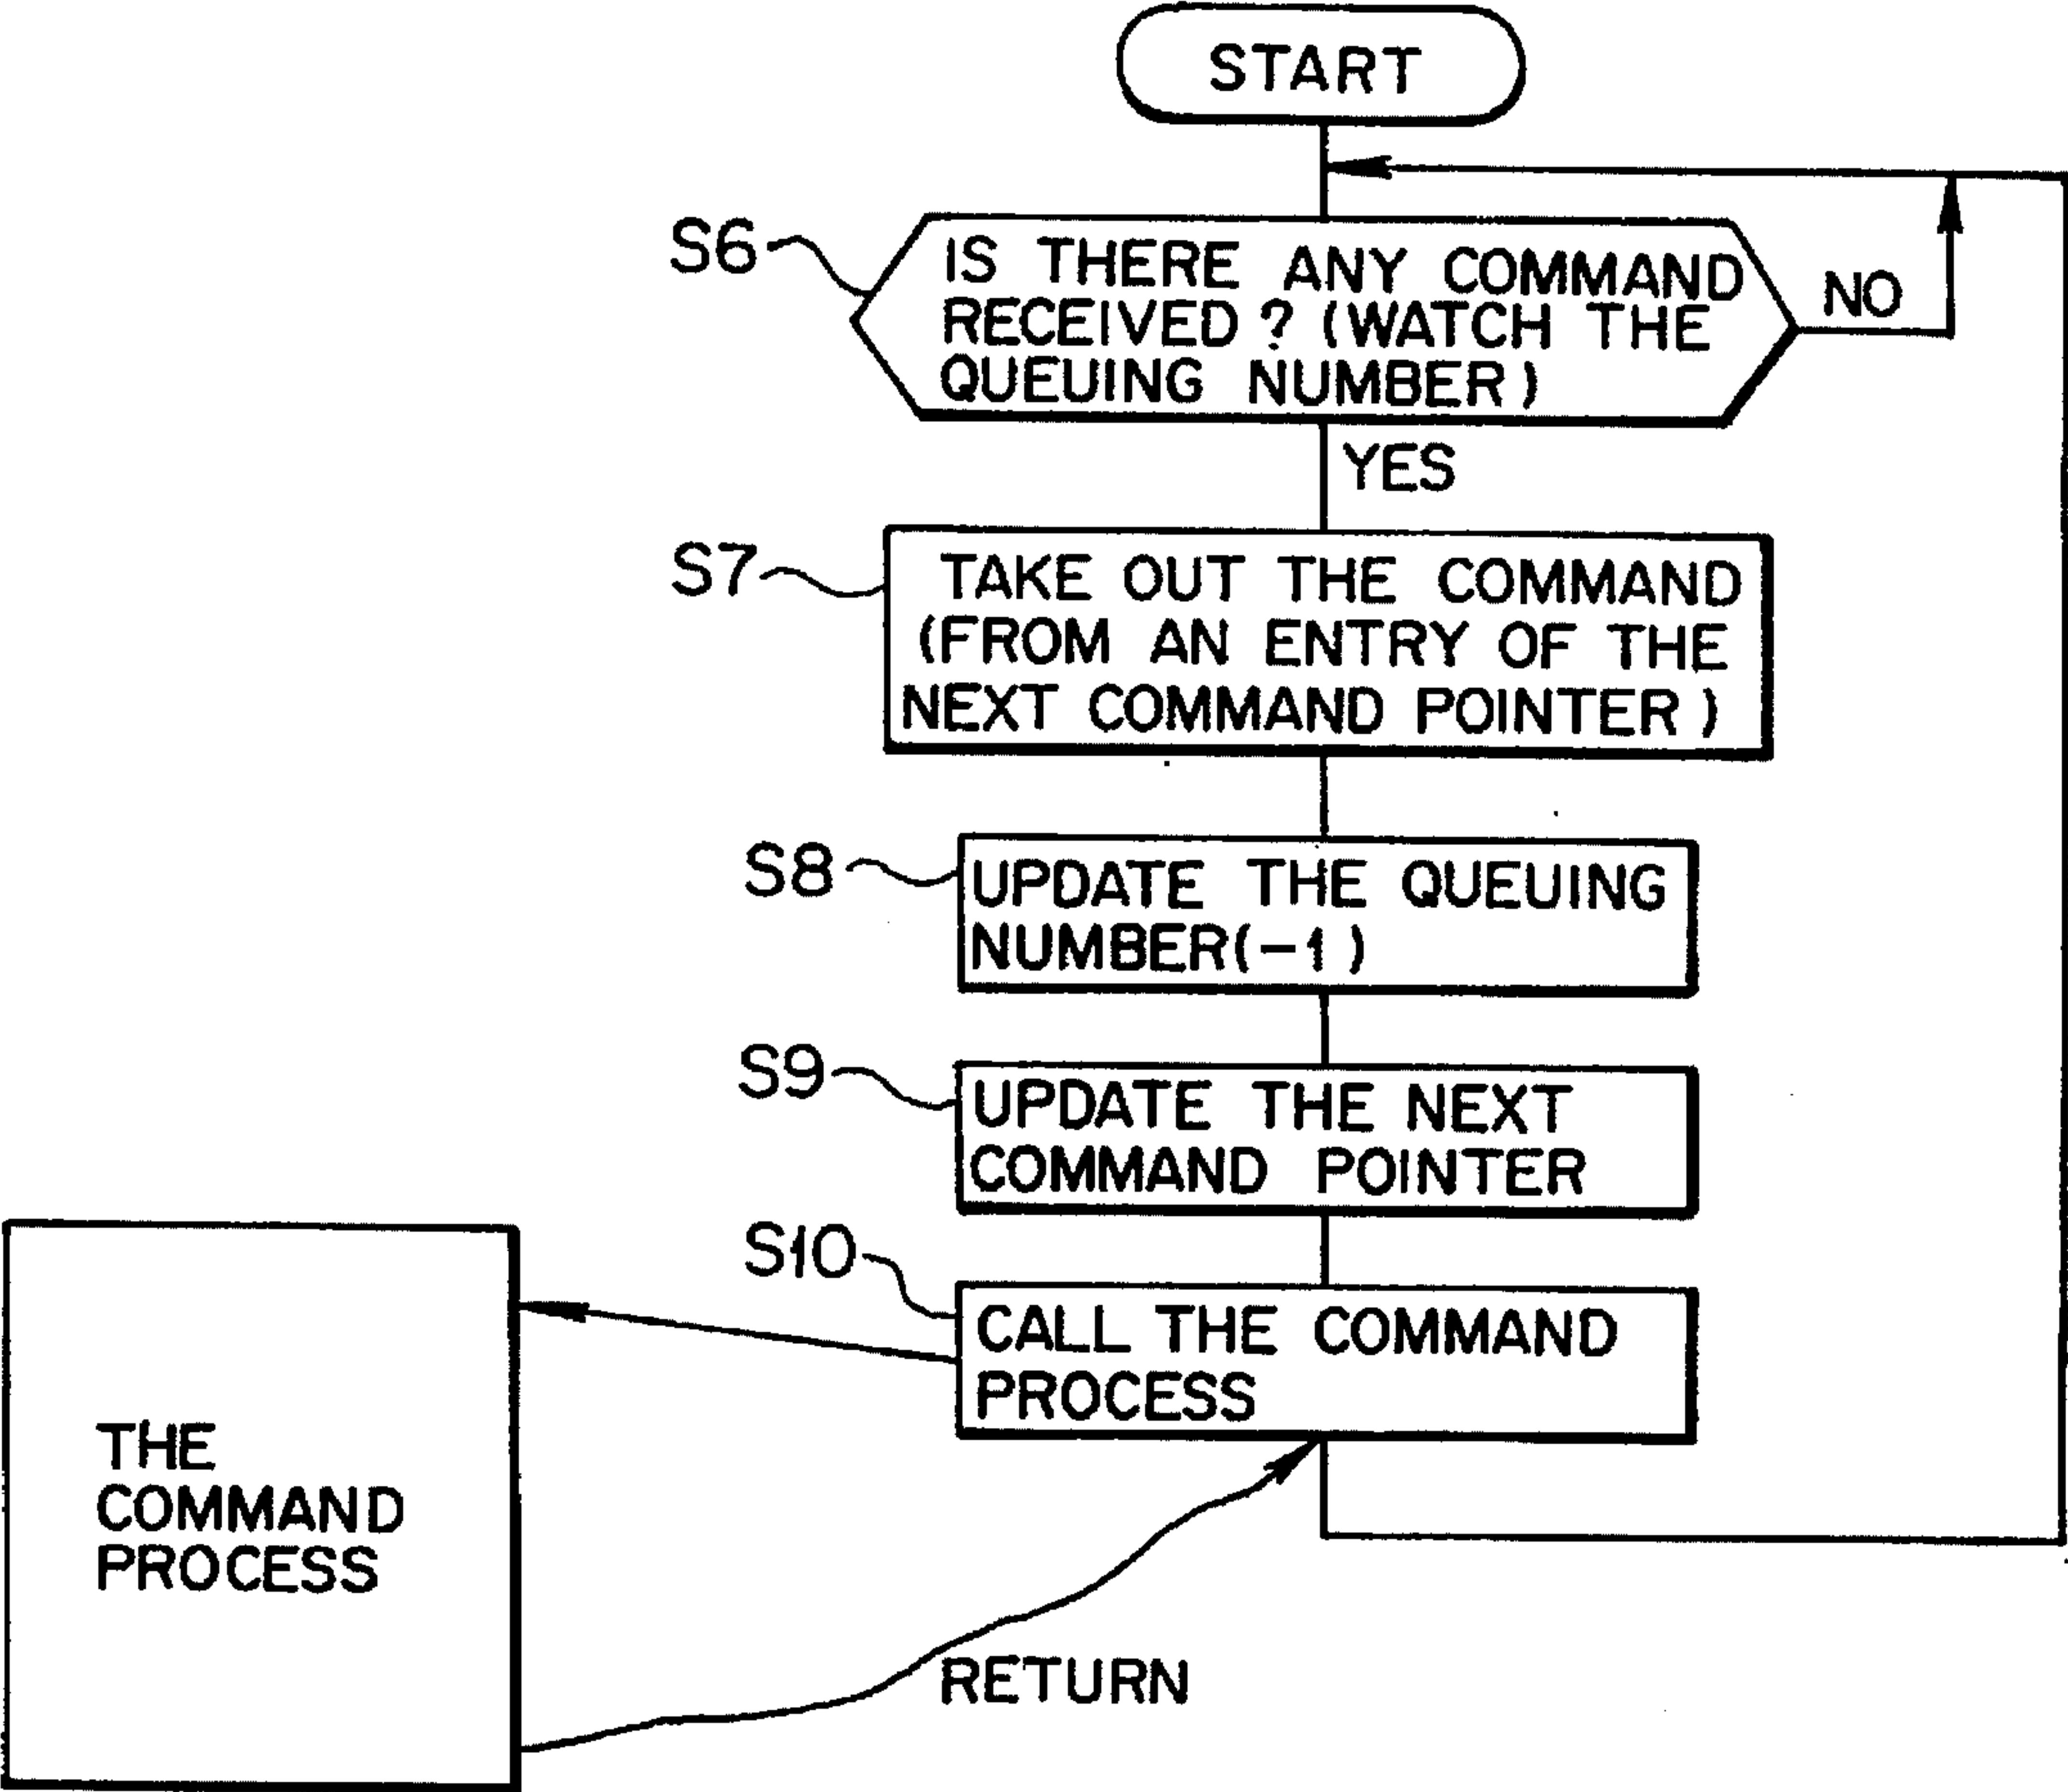 START
S6
IS THERE ANY COMMAND
RECEIVED ? (WATCH THE
QUEUING NUMBER)
NO
YES
S7
TAKE OUT THE COMMAND
(FROM AN ENTRY OF THE
NEXT COMMAND POINTER)
S8
UPDATE THE QUEUING
NUMBER(-1)
S9
UPDATE THE NEXT
COMMAND POINTER
S10
CALL THE COMMAND
PROCESS
THE
COMMAND
PROCESS
RETURN